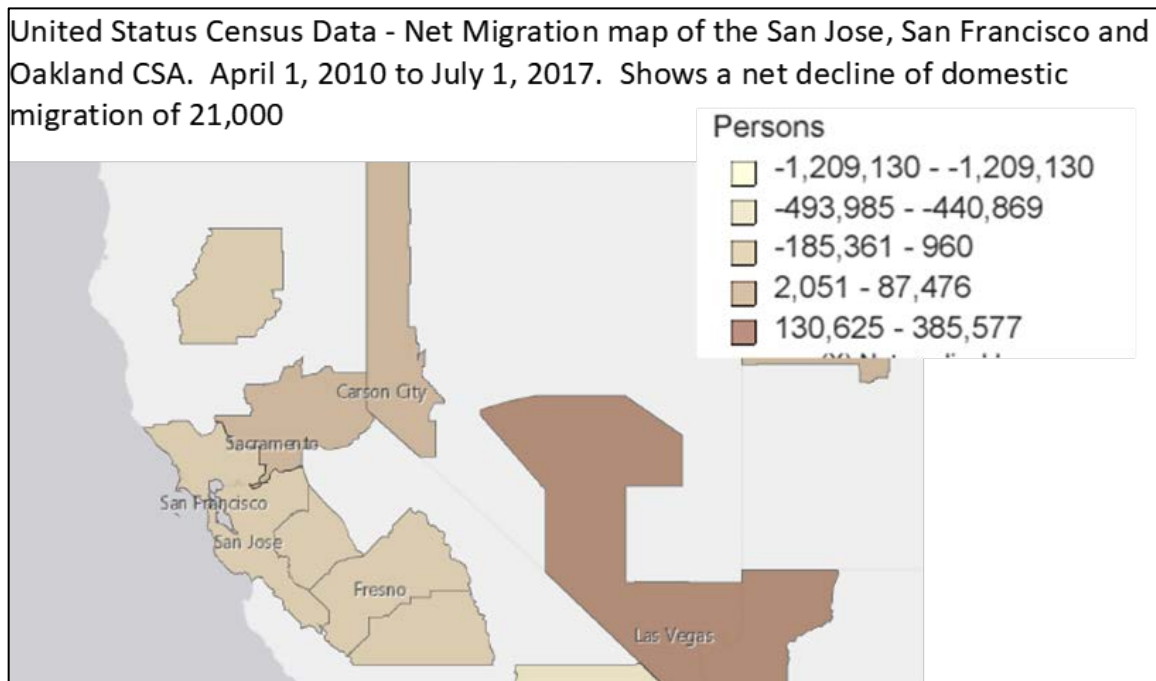 United Status Census Data - Net Migration map of the San Jose, San Francisco and
Oakland CSA. April 1, 2010 to July 1, 2017. Shows a net decline of domestic
migration of 21,000
Persons
-1,209,130 - -1,209,130
-493,985 - -440,869
-185,361 - 960
2,051 - 87,476
130,625 - 385,577
Carson City
Sacramento
San Francisco
San Jose
Fresno
Las Vegas